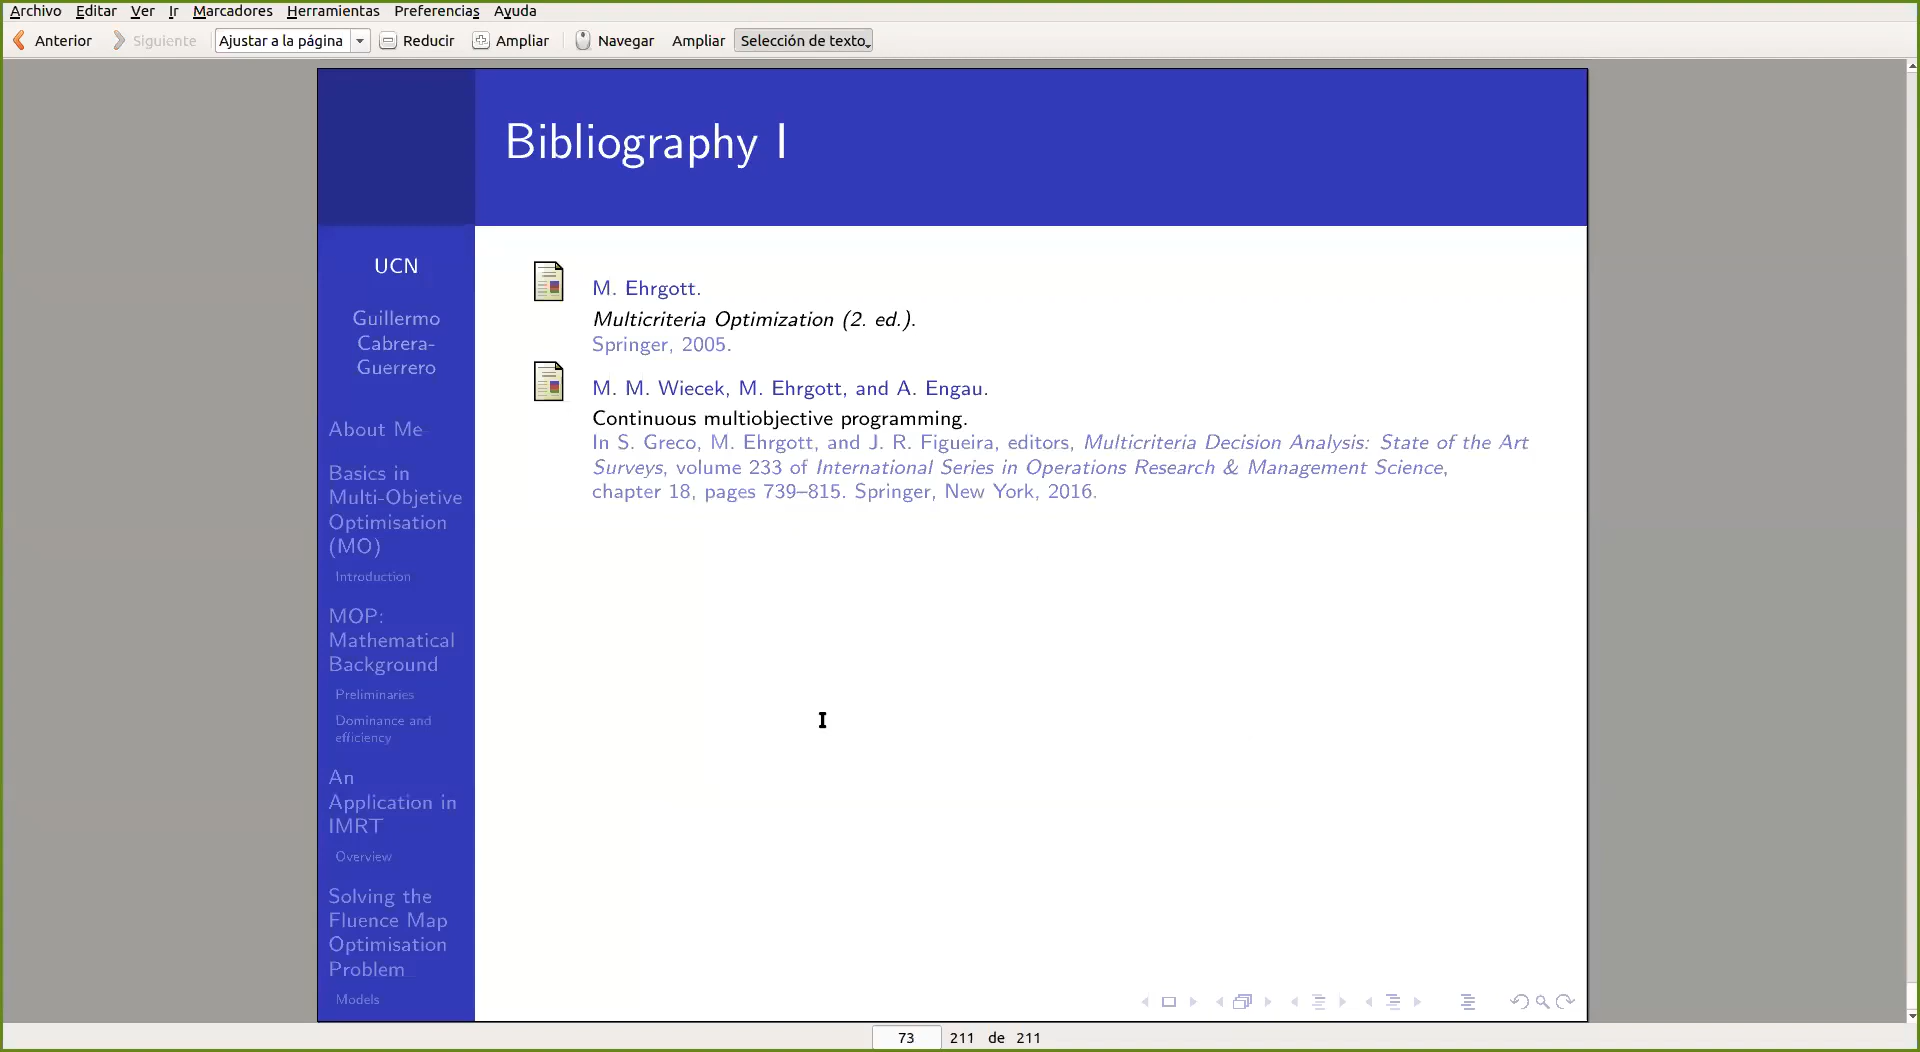 Archivo Editar Ver Ir Marcadores Herramientas Preferencias Ayuda
Anterior Siguiente Ajustar a la página Reducir Ampliar Navegar Ampliar Selección de texto
Bibliography I
UCN
Guillermo
Cabrera-
Guerrero
About Me
Basics in
Multi-Objetive
Optimisation
(MO)
Introduction
MOP:
Mathematical
Background
Preliminaries
Dominance and
efficiency
An
Application in
IMRT
Overview
Solving the
Fluence Map
Optimisation
Problem
Models
M. Ehrgott.
Multicriteria Optimization (2. ed.).
Springer, 2005.
M. M. Wiecek, M. Ehrgott, and A. Engau.
Continuous multiobjective programming.
In S. Greco, M. Ehrgott, and J. R. Figueira, editors, Multicriteria Decision Analysis: State of the Art
Surveys, volume 233 of International Series in Operations Research & Management Science,
chapter 18, pages 739–815. Springer, New York, 2016.
73 211 de 211